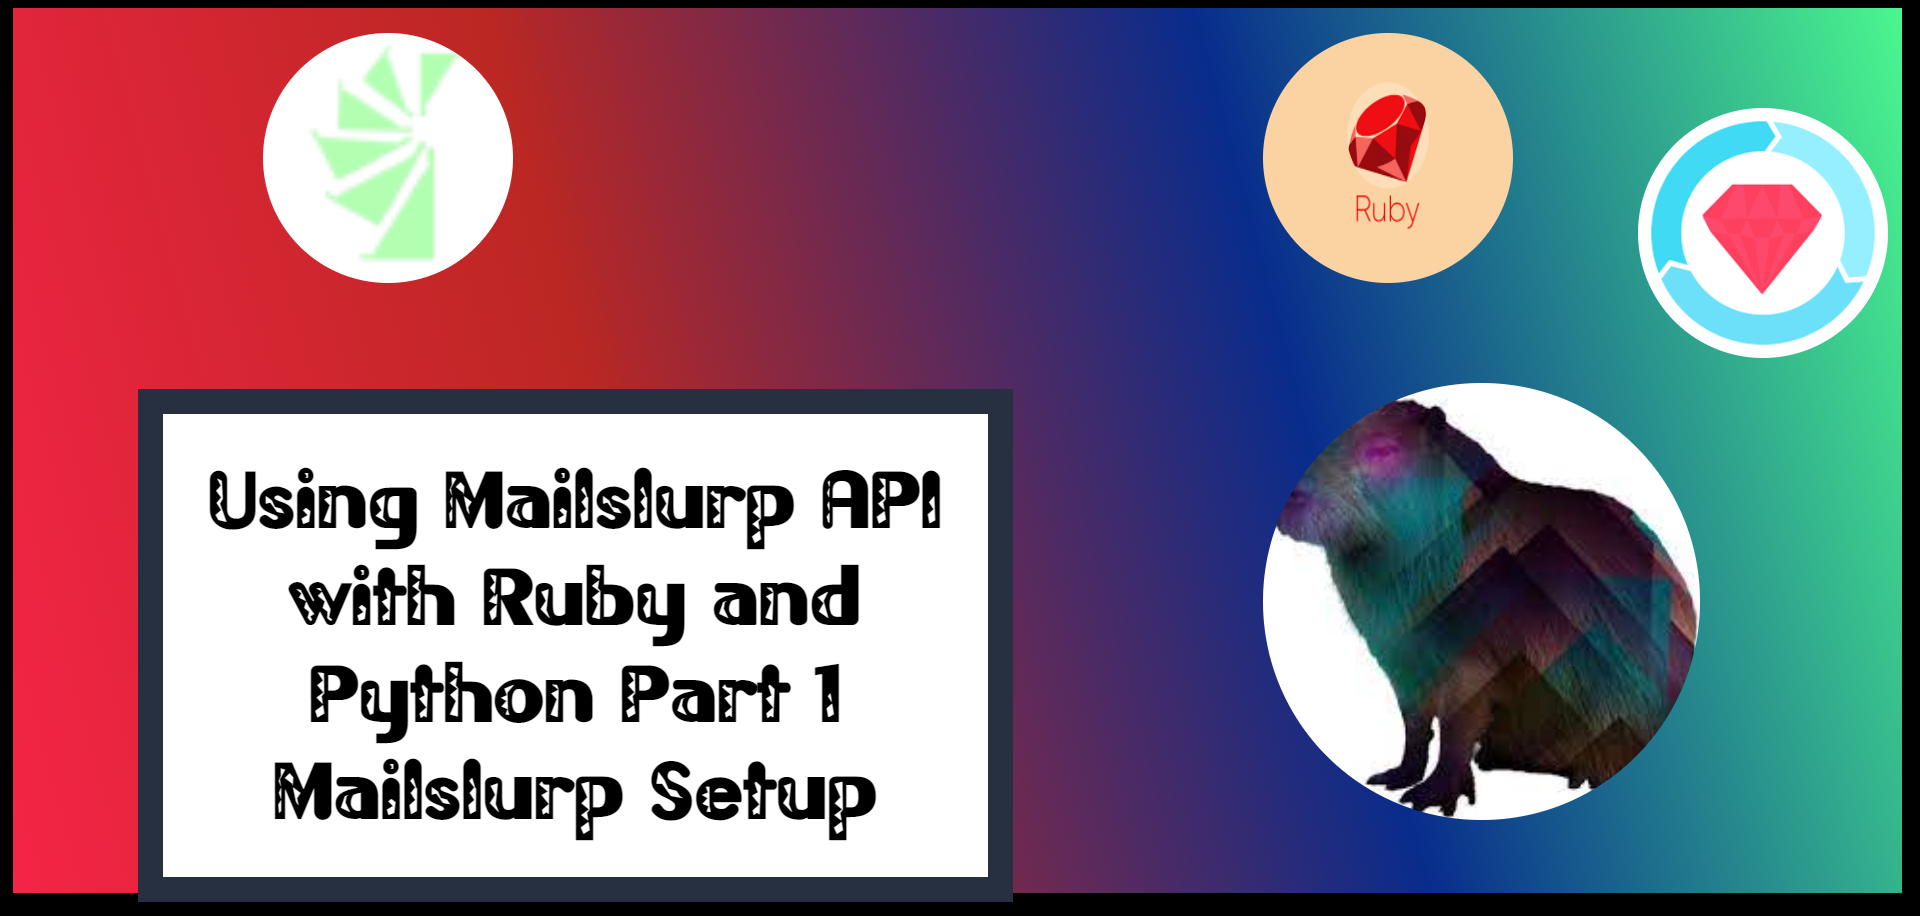 Ruby
Using Mailslurp API
with Ruby and
Python Part 1
Mailslurp Setup